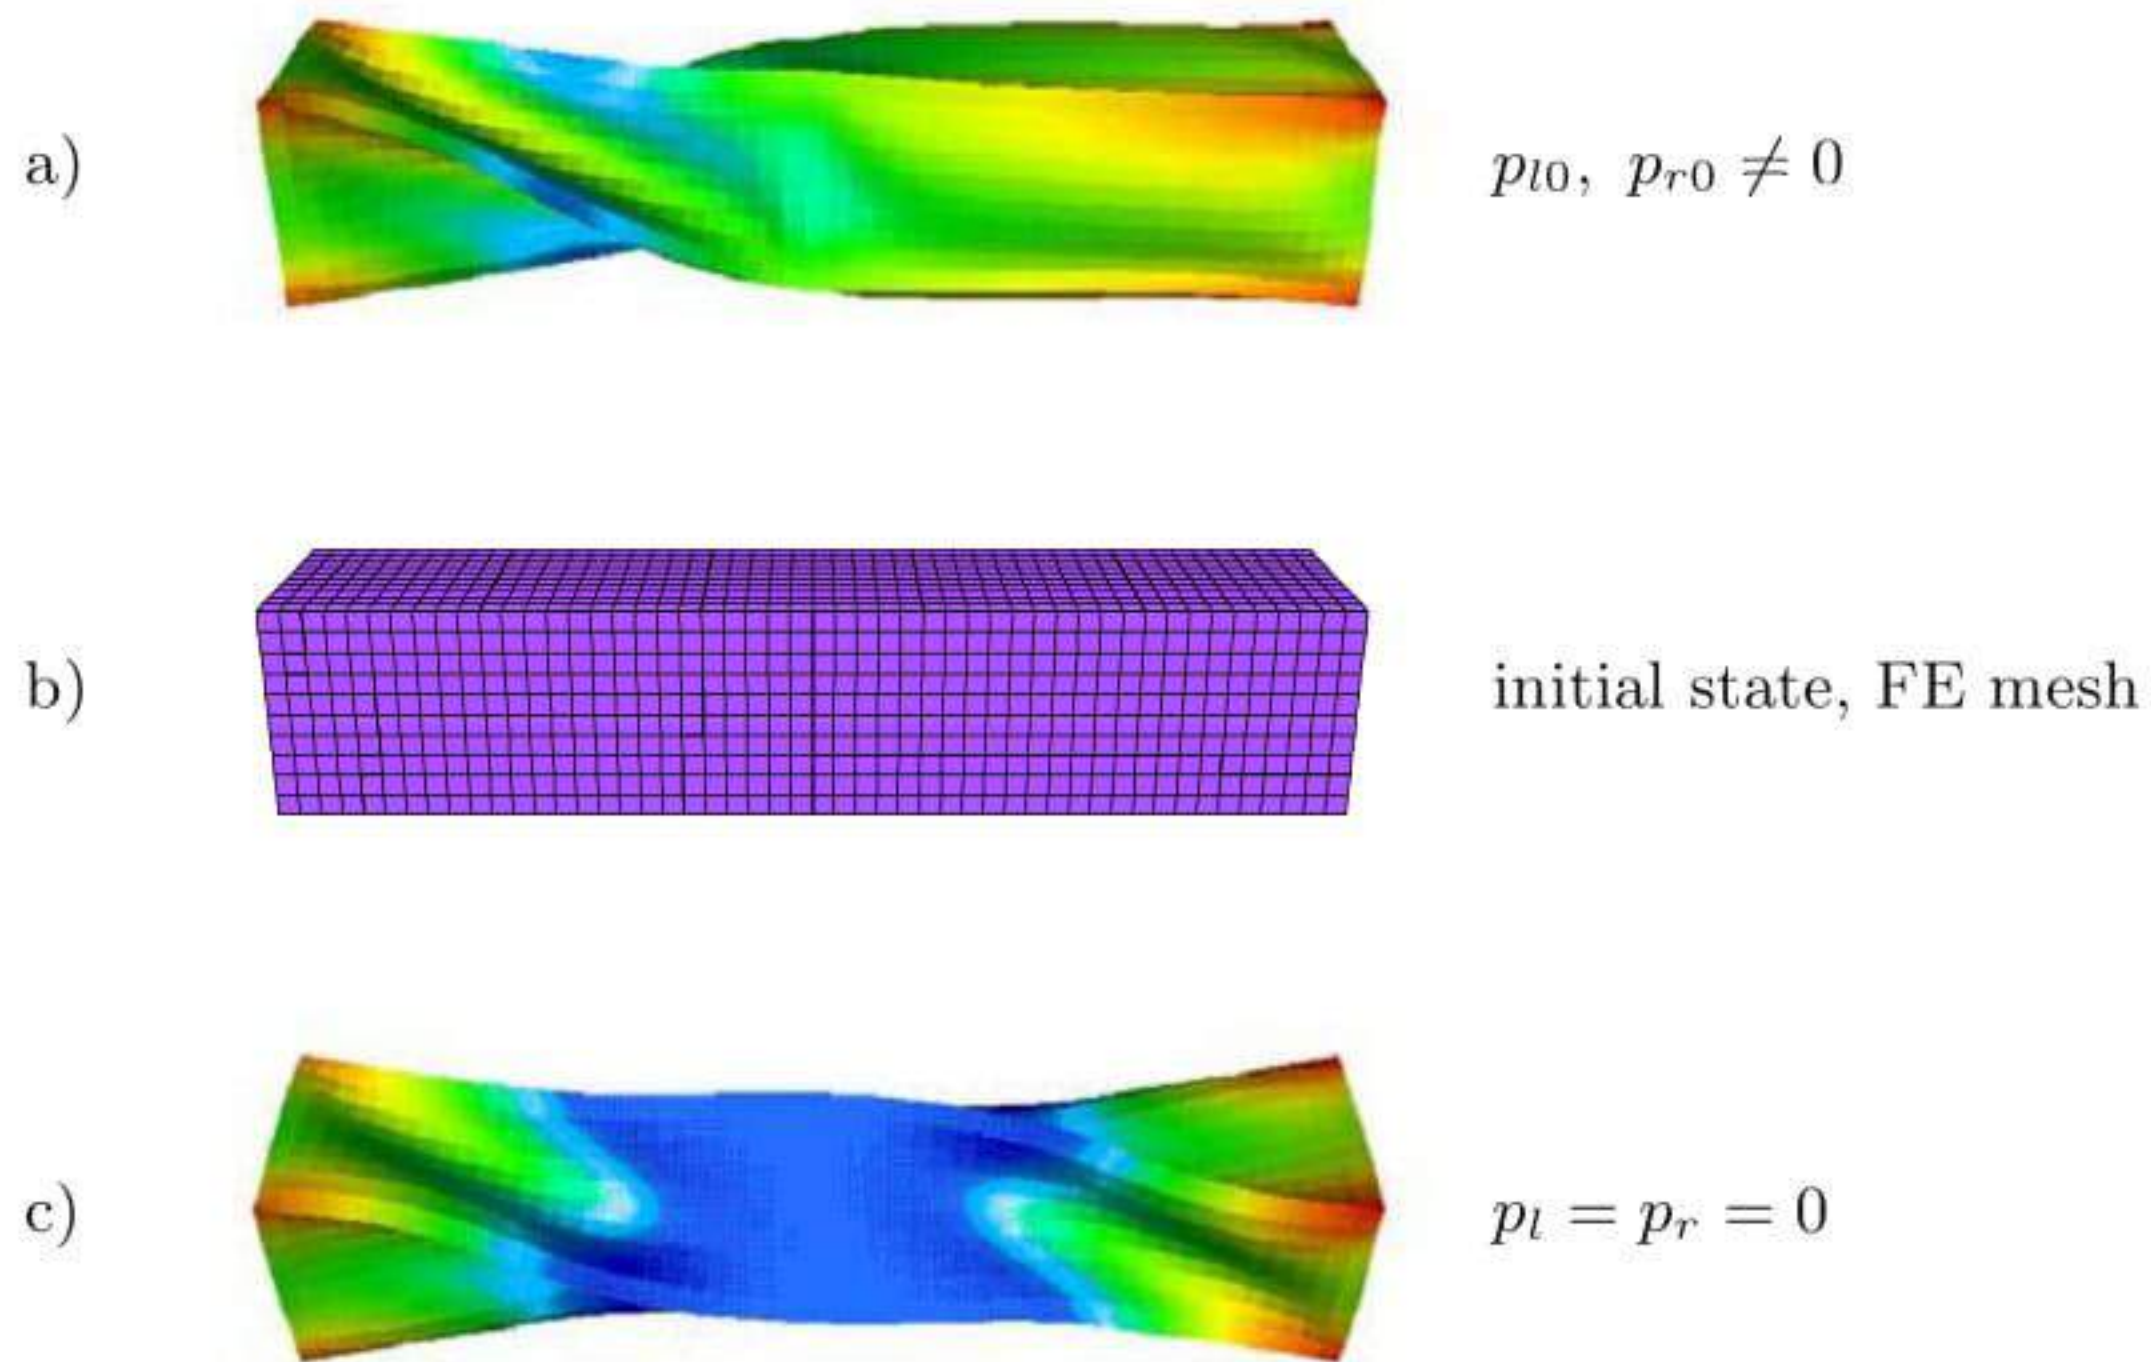 a) p_{l0}, p_{r0} ≠ 0
b) initial state, FE mesh
c) p_l = p_r = 0